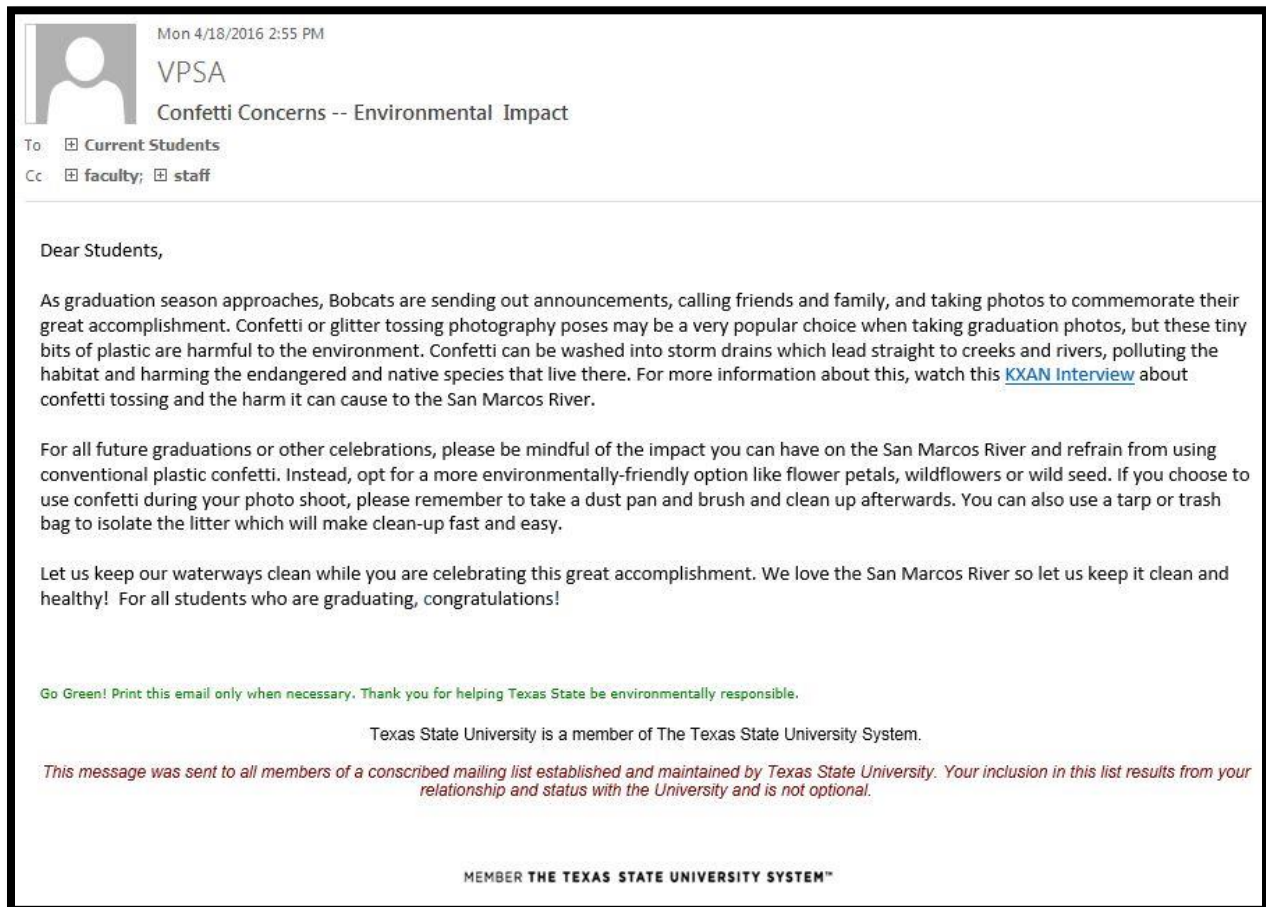 Mon 4/18/2016 2:55 PM
VPSA
Confetti Concerns -- Environmental Impact
To ⊞ Current Students
Cc ⊞ faculty; ⊞ staff
Dear Students,
As graduation season approaches, Bobcats are sending out announcements, calling friends and family, and taking photos to commemorate their
great accomplishment. Confetti or glitter tossing photography poses may be a very popular choice when taking graduation photos, but these tiny
bits of plastic are harmful to the environment. Confetti can be washed into storm drains which lead straight to creeks and rivers, polluting the
habitat and harming the endangered and native species that live there. For more information about this, watch this KXAN Interview about
confetti tossing and the harm it can cause to the San Marcos River.
For all future graduations or other celebrations, please be mindful of the impact you can have on the San Marcos River and refrain from using
conventional plastic confetti. Instead, opt for a more environmentally-friendly option like flower petals, wildflowers or wild seed. If you choose to
use confetti during your photo shoot, please remember to take a dust pan and brush and clean up afterwards. You can also use a tarp or trash
bag to isolate the litter which will make clean-up fast and easy.
Let us keep our waterways clean while you are celebrating this great accomplishment. We love the San Marcos River so let us keep it clean and
healthy!  For all students who are graduating, congratulations!
Go Green! Print this email only when necessary. Thank you for helping Texas State be environmentally responsible.
Texas State University is a member of The Texas State University System.
This message was sent to all members of a conscribed mailing list established and maintained by Texas State University. Your inclusion in this list results from your
relationship and status with the University and is not optional.
MEMBER THE TEXAS STATE UNIVERSITY SYSTEM™